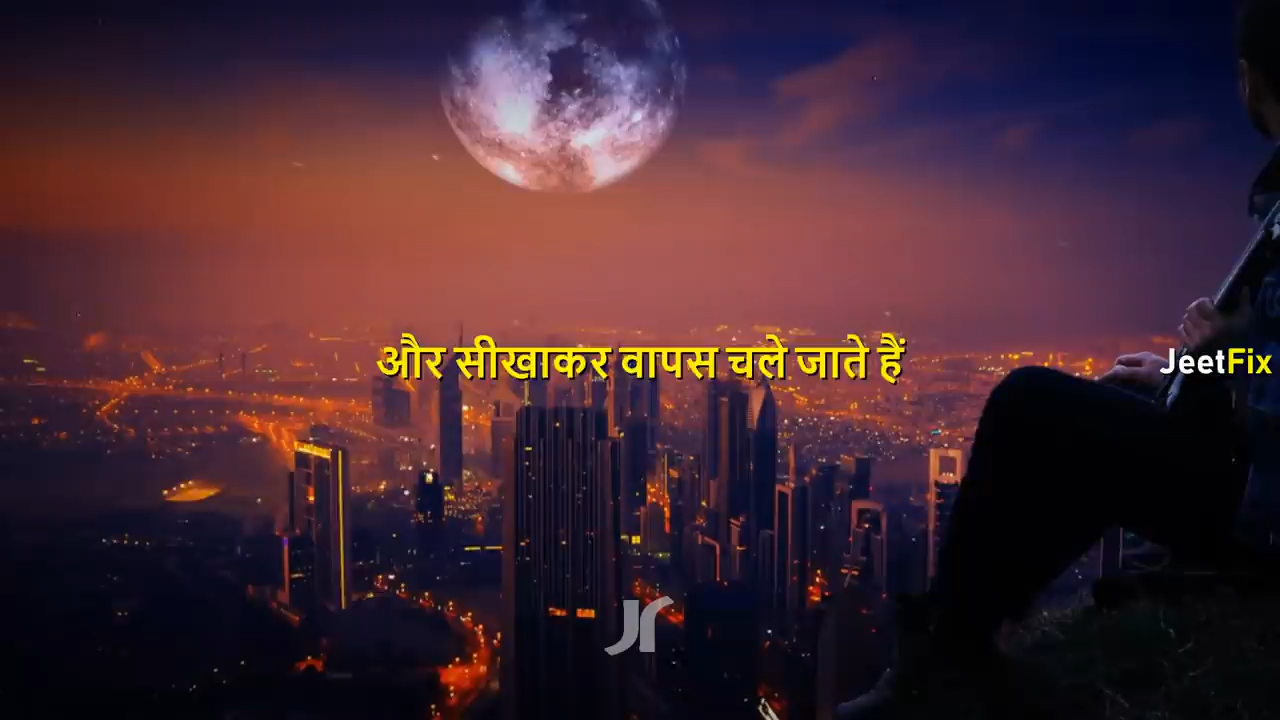 और सीखाकर वापस चले जाते हैं
JeetFix